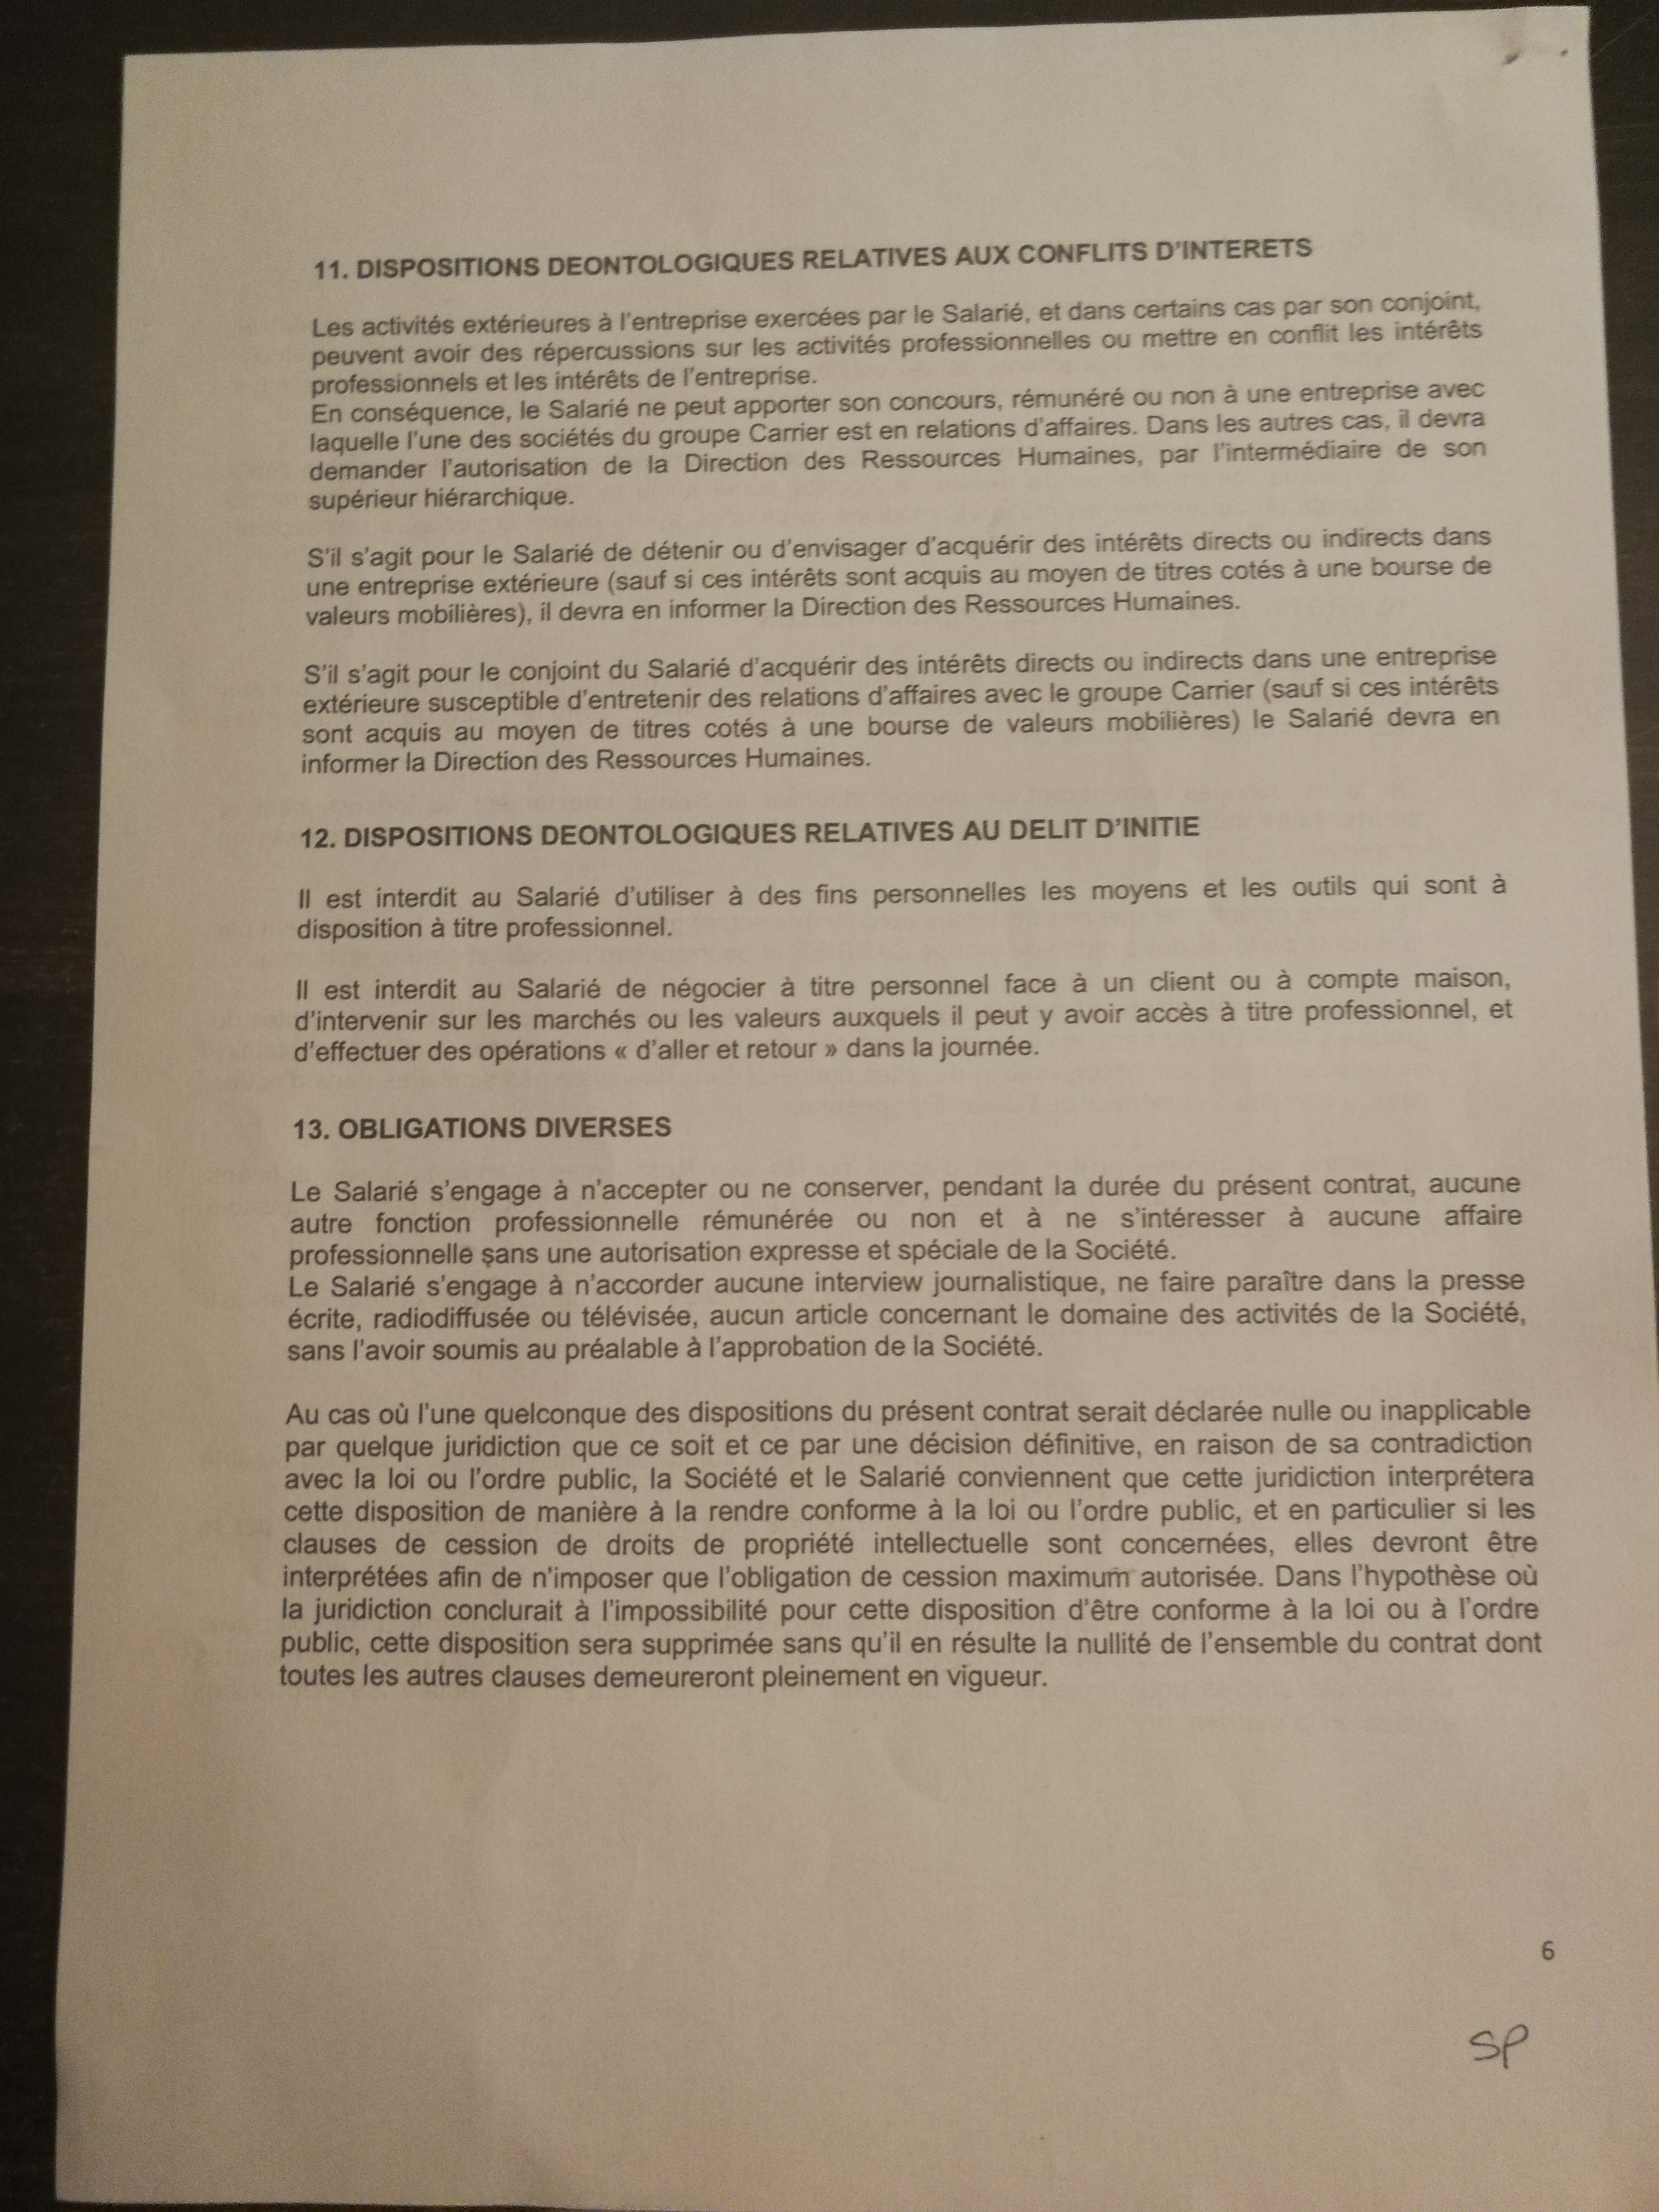 11. DISPOSITIONS DEONTOLOGIQUES RELATIVES AUX CONFLITS D'INTERETS
Les activités extérieures à l'entreprise exercées par le Salarié, et dans certains cas par son conjoint,
peuvent avoir des répercussions sur les activités professionnelles ou mettre en conflit les intérêts
professionnels et les intérêts de l'entreprise.
En conséquence, le Salarié ne peut apporter son concours, rémunéré ou non à une entreprise avec
laquelle l'une des sociétés du groupe Carrier est en relations d'affaires. Dans les autres cas, il devra
demander l'autorisation de la Direction des Ressources Humaines, par l'intermédiaire de son
supérieur hiérarchique.
S'il s'agit pour le Salarié de détenir ou d'envisager d'acquérir des intérêts directs ou indirects dans
une entreprise extérieure (sauf si ces intérêts sont acquis au moyen de titres cotés à une bourse de
valeurs mobilières), il devra en informer la Direction des Ressources Humaines.
S'il s'agit pour le conjoint du Salarié d'acquérir des intérêts directs ou indirects dans une entreprise
extérieure susceptible d'entretenir des relations d'affaires avec le groupe Carrier (sauf si ces intérêts
sont acquis au moyen de titres cotés à une bourse de valeurs mobilières) le Salarié devra en
informer la Direction des Ressources Humaines.
12. DISPOSITIONS DEONTOLOGIQUES RELATIVES AU DELIT D'INITIE
Il est interdit au Salarié d'utiliser à des fins personnelles les moyens et les outils qui sont à
disposition à titre professionnel.
Il est interdit au Salarié de négocier à titre personnel face à un client ou à compte maison,
d'intervenir sur les marchés ou les valeurs auxquels il peut y avoir accès à titre professionnel, et
d'effectuer des opérations « d'aller et retour » dans la journée.
13. OBLIGATIONS DIVERSES
Le Salarié s'engage à n'accepter ou ne conserver, pendant la durée du présent contrat, aucune
autre fonction professionnelle rémunérée ou non et à ne s'intéresser à aucune affaire
professionnelle sans une autorisation expresse et spéciale de la Société.
Le Salarié s'engage à n'accorder aucune interview journalistique, ne faire paraître dans la presse
écrite, radiodiffusée ou télévisée, aucun article concernant le domaine des activités de la Société,
sans l'avoir soumis au préalable à l'approbation de la Société.
Au cas où l'une quelconque des dispositions du présent contrat serait déclarée nulle ou inapplicable
par quelque juridiction que ce soit et ce par une décision définitive, en raison de sa contradiction
avec la loi ou l'ordre public, la Société et le Salarié conviennent que cette juridiction interprétera
cette disposition de manière à la rendre conforme à la loi ou l'ordre public, et en particulier si les
clauses de cession de droits de propriété intellectuelle sont concernées, elles devront être
interprétées afin de n'imposer que l'obligation de cession maximum autorisée. Dans l'hypothèse où
la juridiction conclurait à l'impossibilité pour cette disposition d'être conforme à la loi ou à l'ordre
public, cette disposition sera supprimée sans qu'il en résulte la nullité de l'ensemble du contrat dont
toutes les autres clauses demeureront pleinement en vigueur.
6
SP